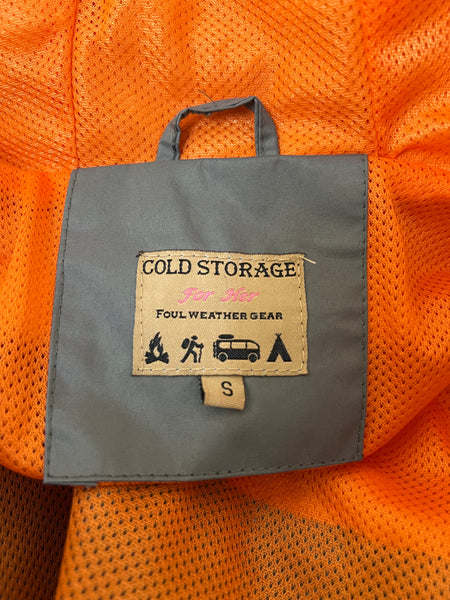 COLD STORAGE
For Her
FOUL WEATHER GEAR
S